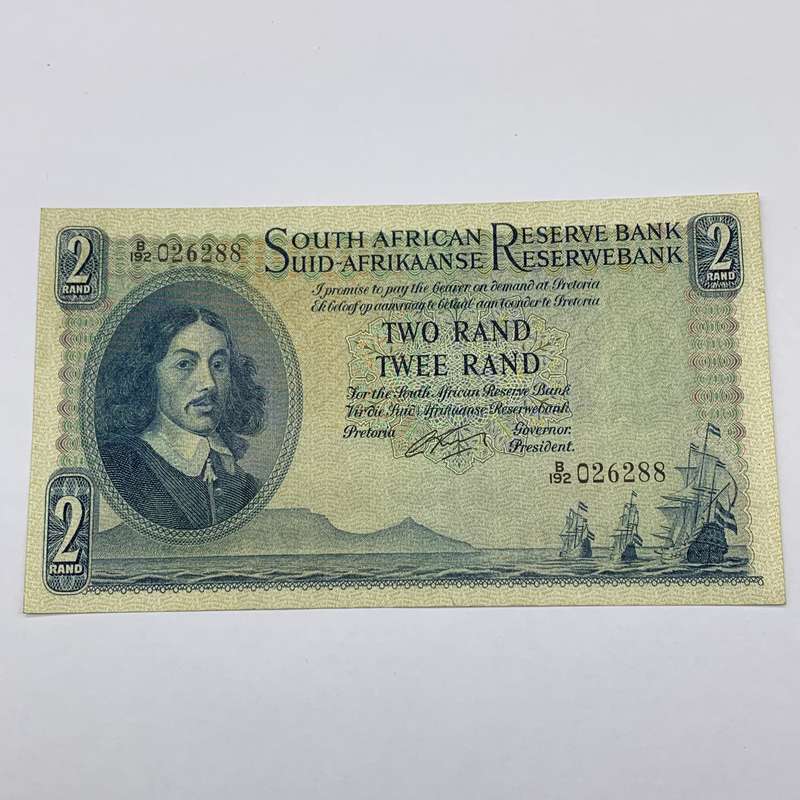 2
RAND
B/192 026288
SOUTH AFRICAN RESERVE BANK
SUID-AFRIKAANSE RESERWEBANK
2
RAND
I promise to pay the bearer on demand at Pretoria
Ek beloof op aanvraag te betaal aan toonder te Pretoria
TWO RAND
TWEE RAND
For the South African Reserve Bank
Vir die Suid-Afrikaanse Reserwebank
Pretoria
Governor.
President.
B/192 026288
2
RAND